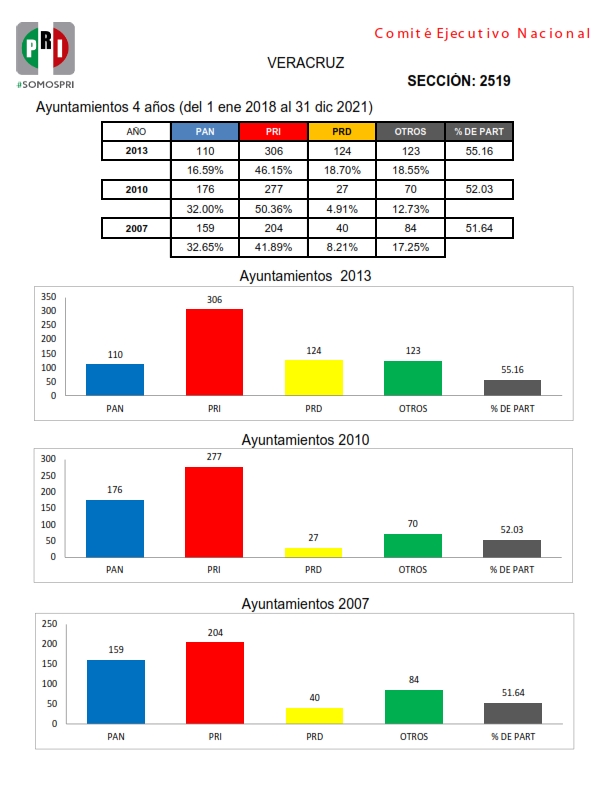 PRI
#SOMOSPRI
Comité Ejecutivo Nacional
VERACRUZ
SECCIÓN: 2519
Ayuntamientos 4 años (del 1 ene 2018 al 31 dic 2021)
AÑO PAN PRI PRD OTROS % DE PART
2013 110 306 124 123 55.16
16.59% 46.15% 18.70% 18.55%
2010 176 277 27 70 52.03
32.00% 50.36% 4.91% 12.73%
2007 159 204 40 84 51.64
32.65% 41.89% 8.21% 17.25%
Ayuntamientos 2013
350
300
250
200
150
100
50
0
110
306
124
123
55.16
PAN PRI PRD OTROS % DE PART
Ayuntamientos 2010
300
250
200
150
100
50
0
176
277
27
70
52.03
PAN PRI PRD OTROS % DE PART
Ayuntamientos 2007
250
200
150
100
50
0
159
204
40
84
51.64
PAN PRI PRD OTROS % DE PART